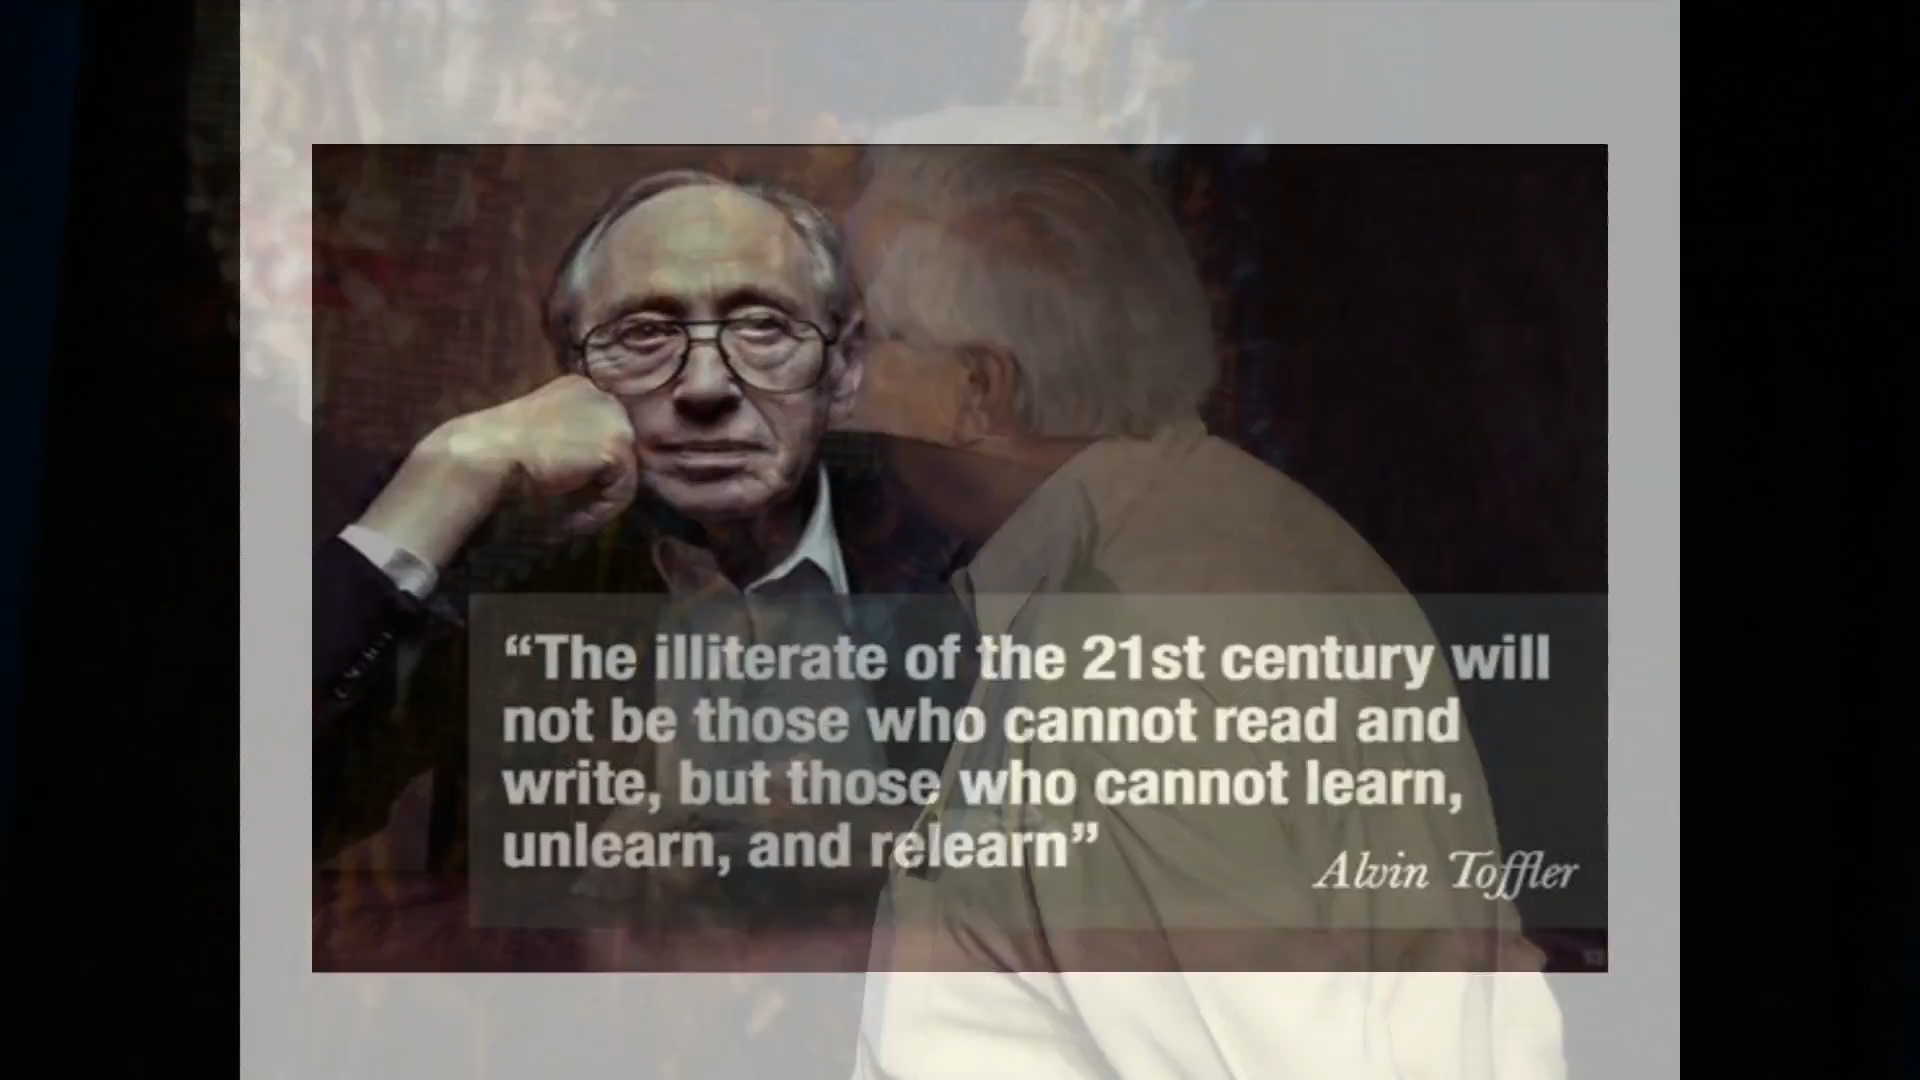 “The illiterate of the 21st century will
not be those who cannot read and
write, but those who cannot learn,
unlearn, and relearn”
Alvin Toffler